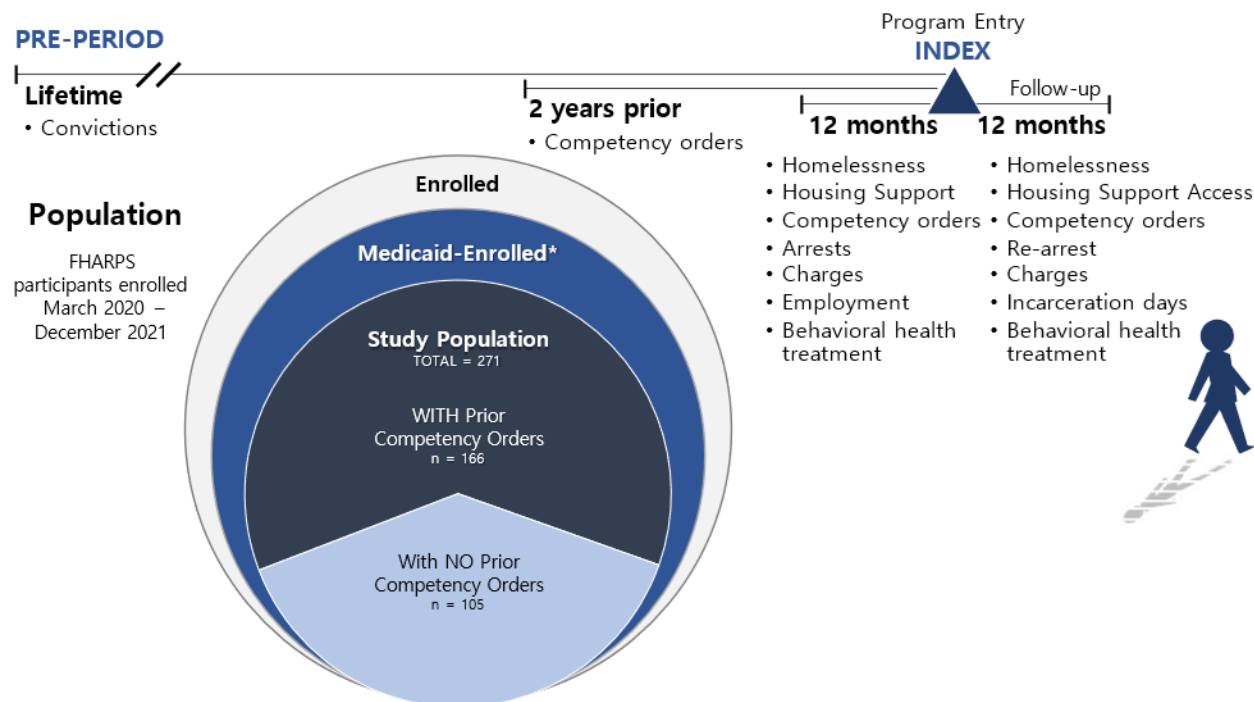 PRE-PERIOD
Program Entry
INDEX
Lifetime
• Convictions
2 years prior
• Competency orders
12 months
• Homelessness
• Housing Support
• Competency orders
• Arrests
• Charges
• Employment
• Behavioral health
treatment
Follow-up
12 months
• Homelessness
• Housing Support Access
• Competency orders
• Re-arrest
• Charges
• Incarceration days
• Behavioral health
treatment
Population
FHARPS
participants enrolled
March 2020 –
December 2021
Enrolled
Medicaid-Enrolled*
Study Population
TOTAL = 271
WITH Prior
Competency Orders
n = 166
With NO Prior
Competency Orders
n = 105